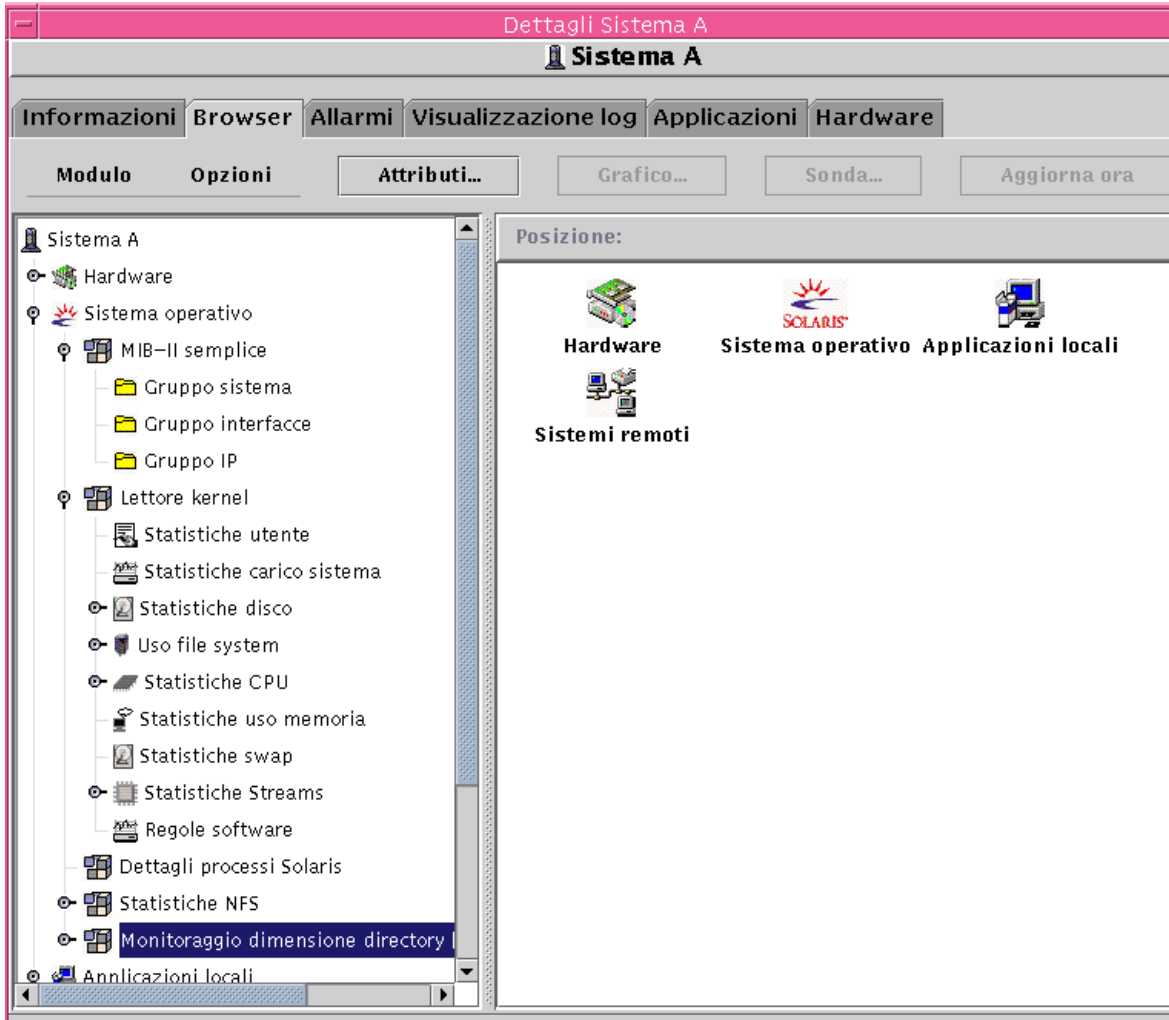 Dettagli Sistema A
Sistema A
Informazioni Browser Allarmi Visualizzazione log Applicazioni Hardware
Modulo Opzioni Attributi... Grafico... Sonda... Aggiorna ora
Sistema A
Hardware
Sistema operativo
MIB-II semplice
Gruppo sistema
Gruppo interfacce
Gruppo IP
Lettore kernel
Statistiche utente
Statistiche carico sistema
Statistiche disco
Uso file system
Statistiche CPU
Statistiche uso memoria
Statistiche swap
Statistiche Streams
Regole software
Dettagli processi Solaris
Statistiche NFS
Monitoraggio dimensione directory
Applicazioni locali
Posizione:
SOLARIS
Hardware Sistema operativo Applicazioni locali
Sistemi remoti